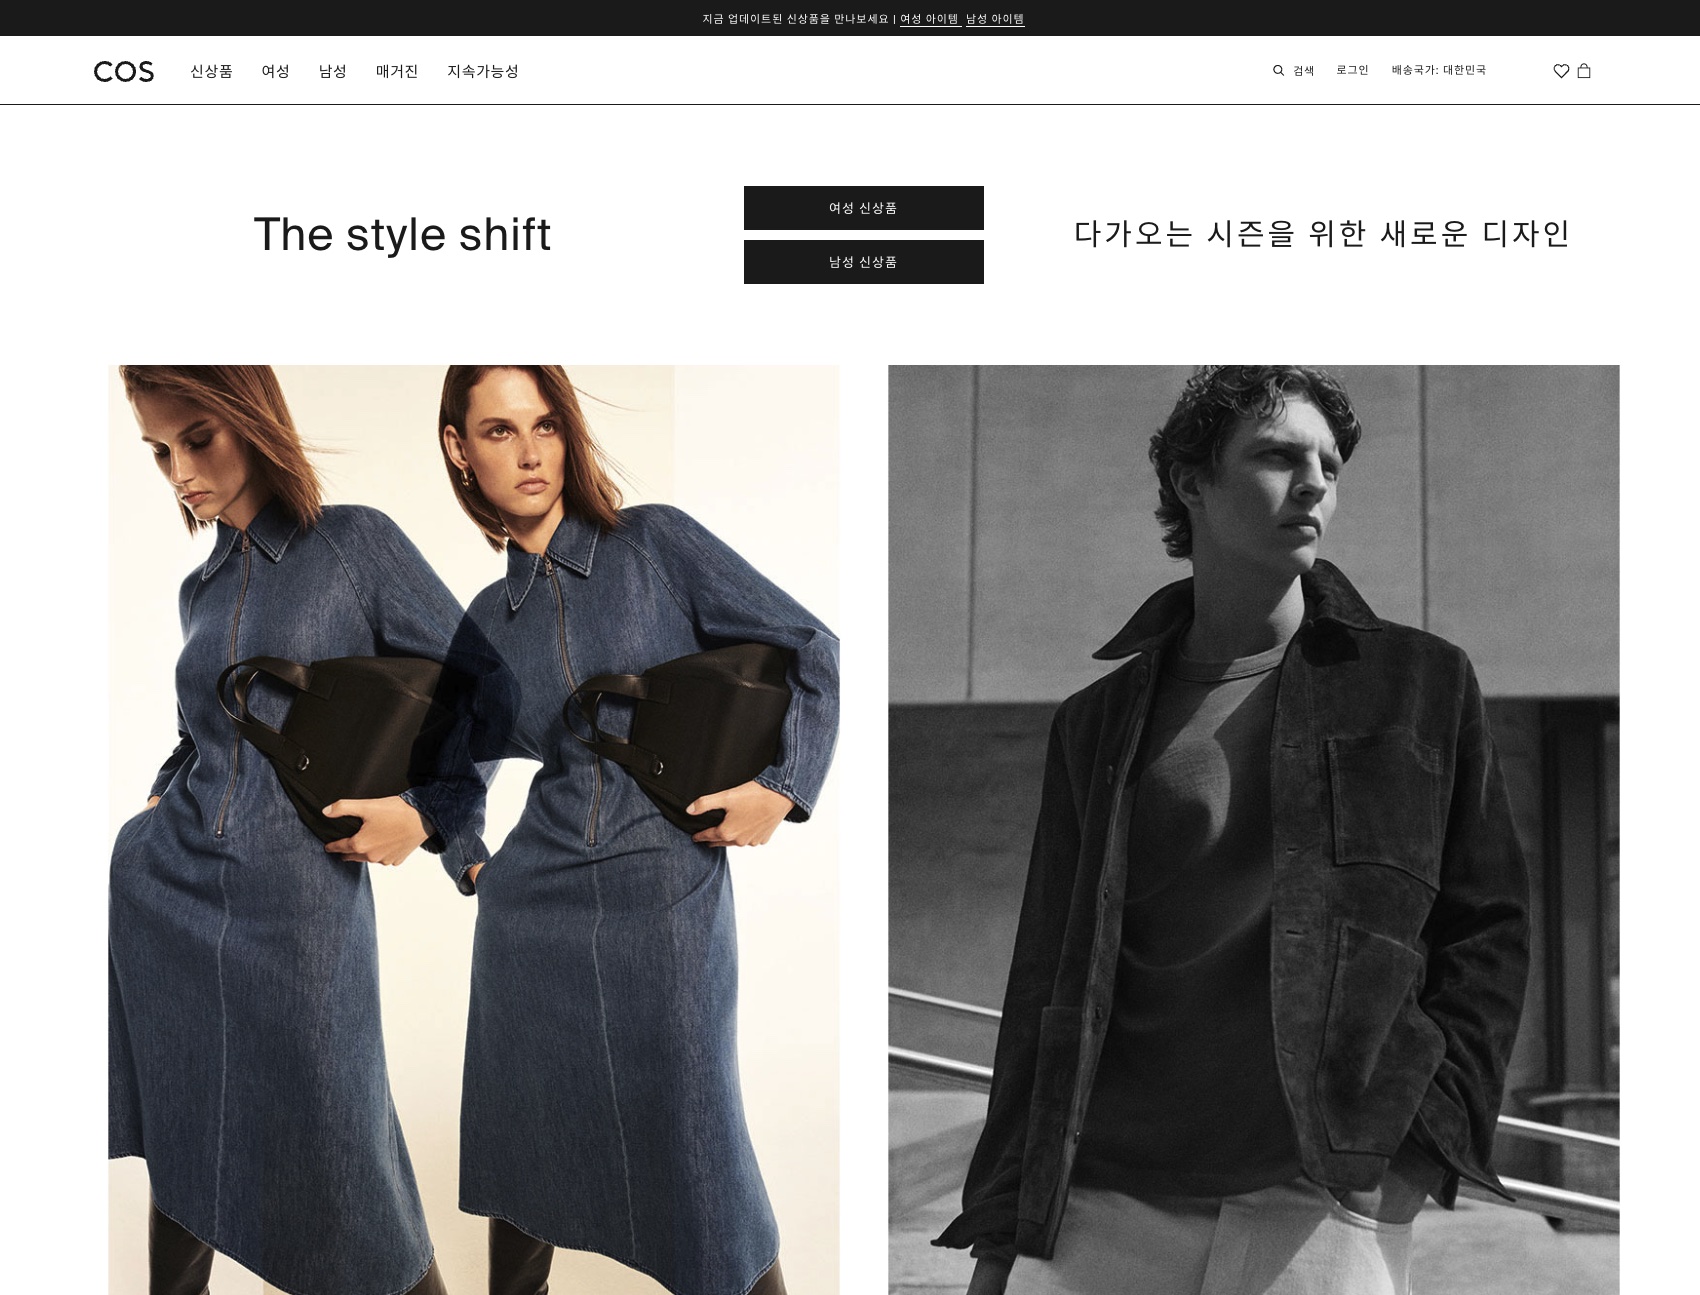 지금 업데이트된 신상품을 만나보세요 | 여성 아이템 남성 아이템
COS 신상품 여성 남성 매거진 지속가능성 검색 로그인 배송국가: 대한민국
The style shift
여성 신상품
남성 신상품
다가오는 시즌을 위한 새로운 디자인